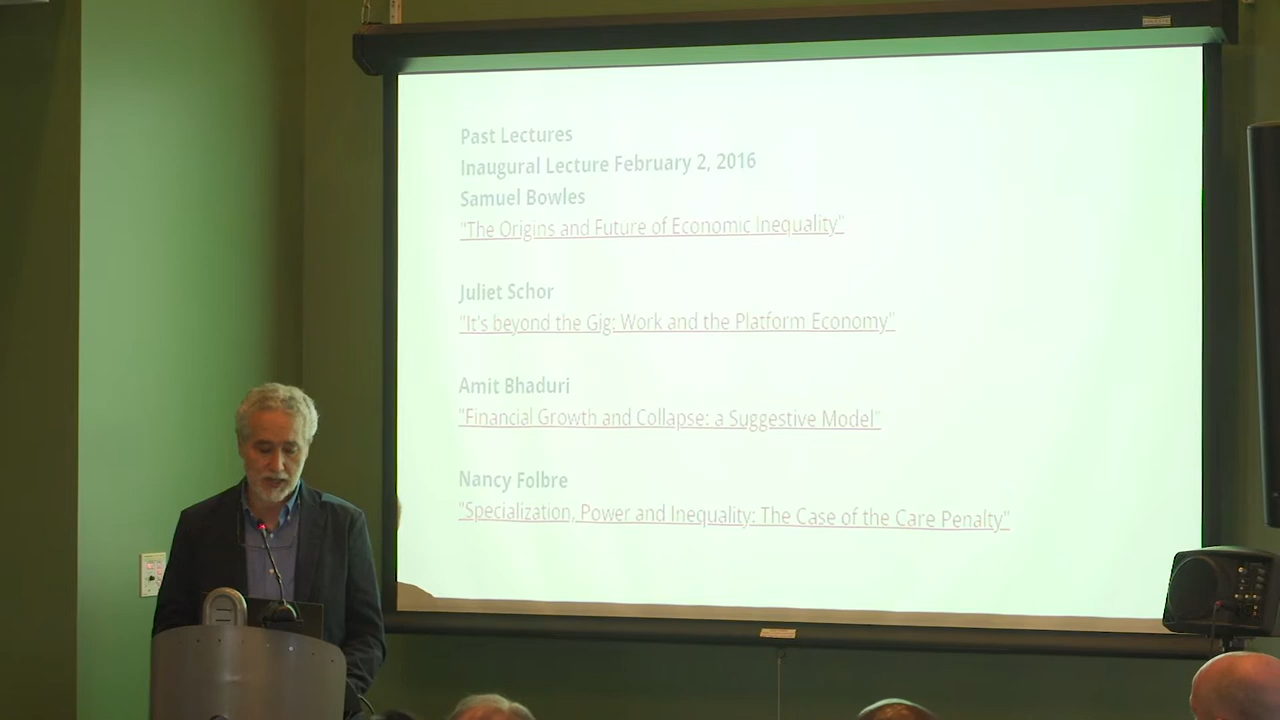 Past Lectures
Inaugural Lecture February 2, 2016
Samuel Bowles
"The Origins and Future of Economic Inequality"
Juliet Schor
"It's beyond the Gig: Work and the Platform Economy"
Amit Bhaduri
"Financial Growth and Collapse: a Suggestive Model"
Nancy Folbre
"Specialization, Power and Inequality: The Case of the Care Penalty"